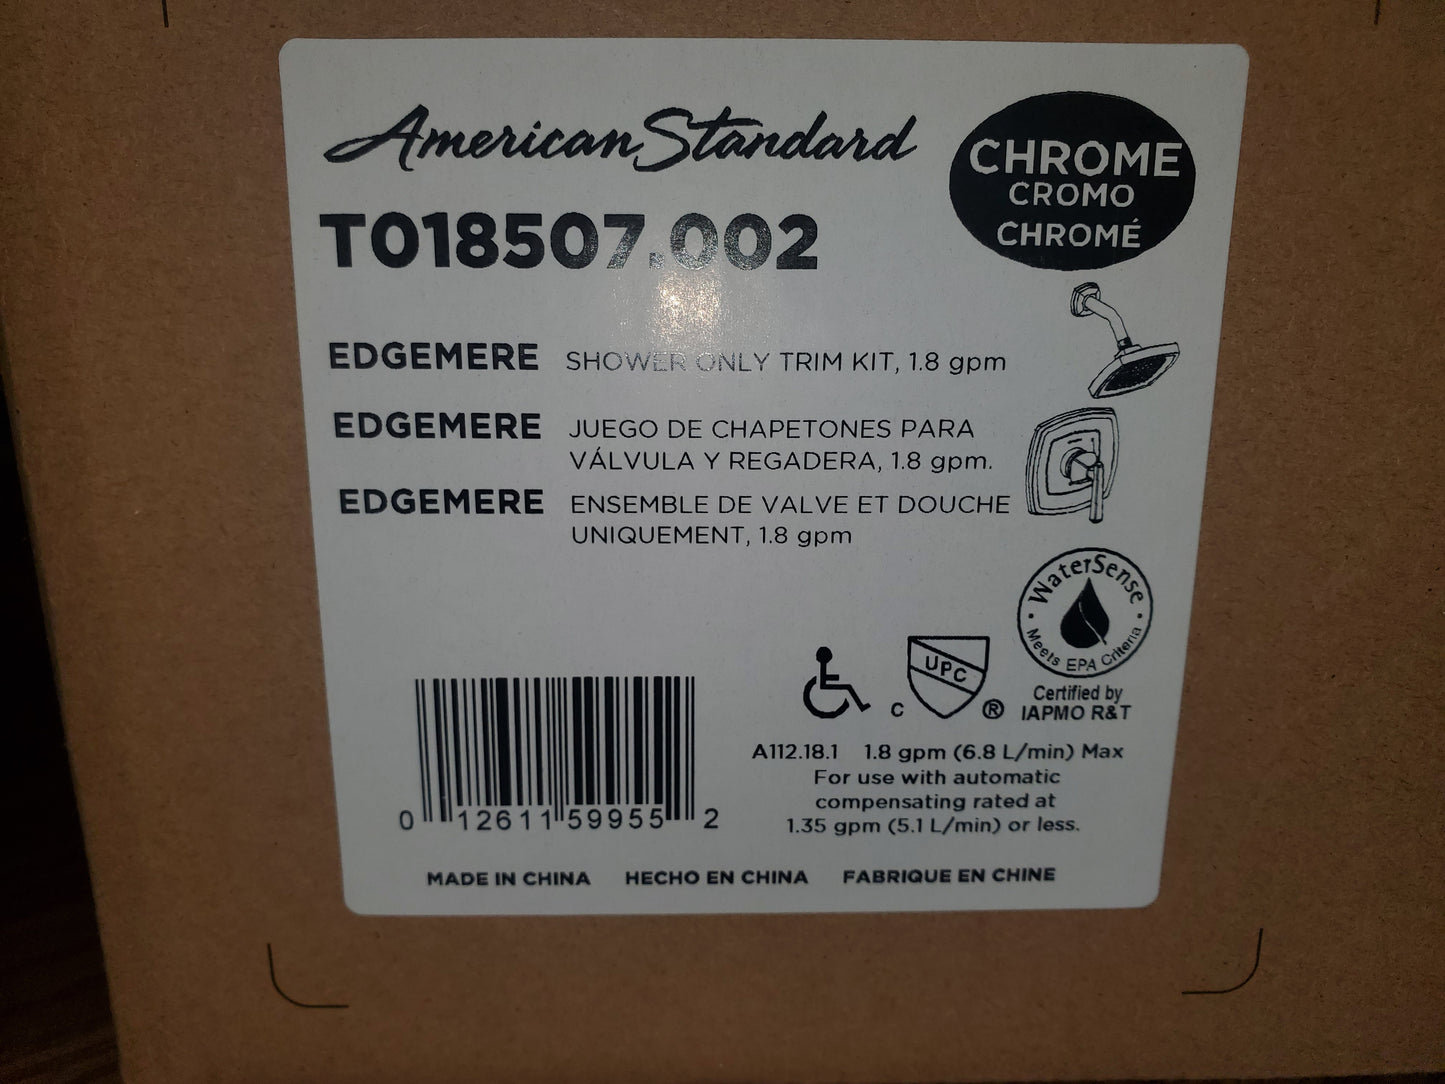 American Standard
CHROME
CROMO
CHROMÉ
T018507.002
EDGEMERE SHOWER ONLY TRIM KIT, 1.8 gpm
EDGEMERE JUEGO DE CHAPETONES PARA
VÁLVULA Y REGADERA, 1.8 gpm.
EDGEMERE ENSEMBLE DE VALVE ET DOUCHE
UNIQUEMENT, 1.8 gpm
WaterSense
Meets EPA Criteria
Certified by
IAPMO R&T
C UPC ®
A112.18.1 1.8 gpm (6.8 L/min) Max
For use with automatic
compensating rated at
1.35 gpm (5.1 L/min) or less.
0 12611 59955 2
MADE IN CHINA HECHO EN CHINA FABRIQUE EN CHINE